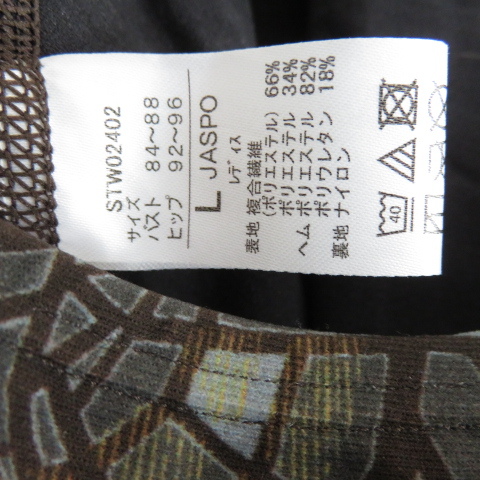 STW02402
サイズ
バスト 84～88
ヒップ 92～96
L JASPO
レディス
表地 複合繊維
(ポリエステル) 66%
ポリエステル 34%
ヘム ポリエステル 82%
ポリウレタン 18%
裏地 ナイロン
40